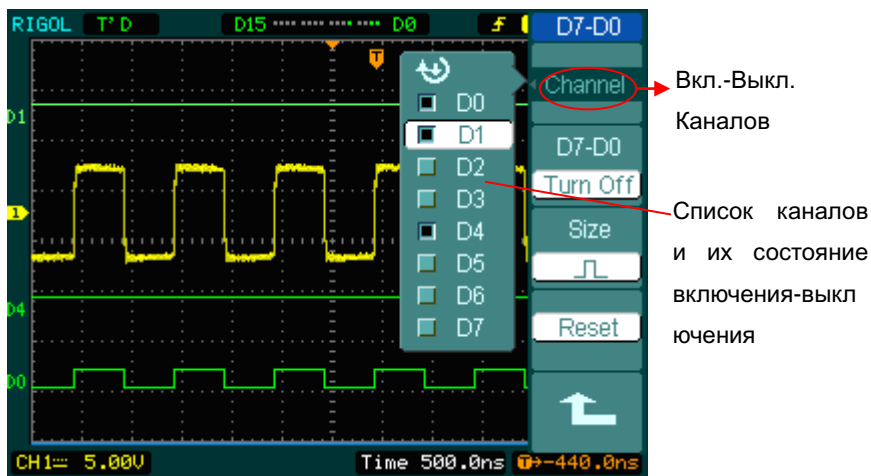 RIGOL T'D D15 D0 D7-D0
Channel
D0
D1
D2
D3
D4
D5
D6
D7
D7-D0
Turn Off
Size
Reset
D1
1
D4
D0
T
CH1 5.00V Time 500.0ns T→-440.0ns
Вкл.-Выкл.
Каналов
Список каналов
и их состояние
включения-выкл
ючения